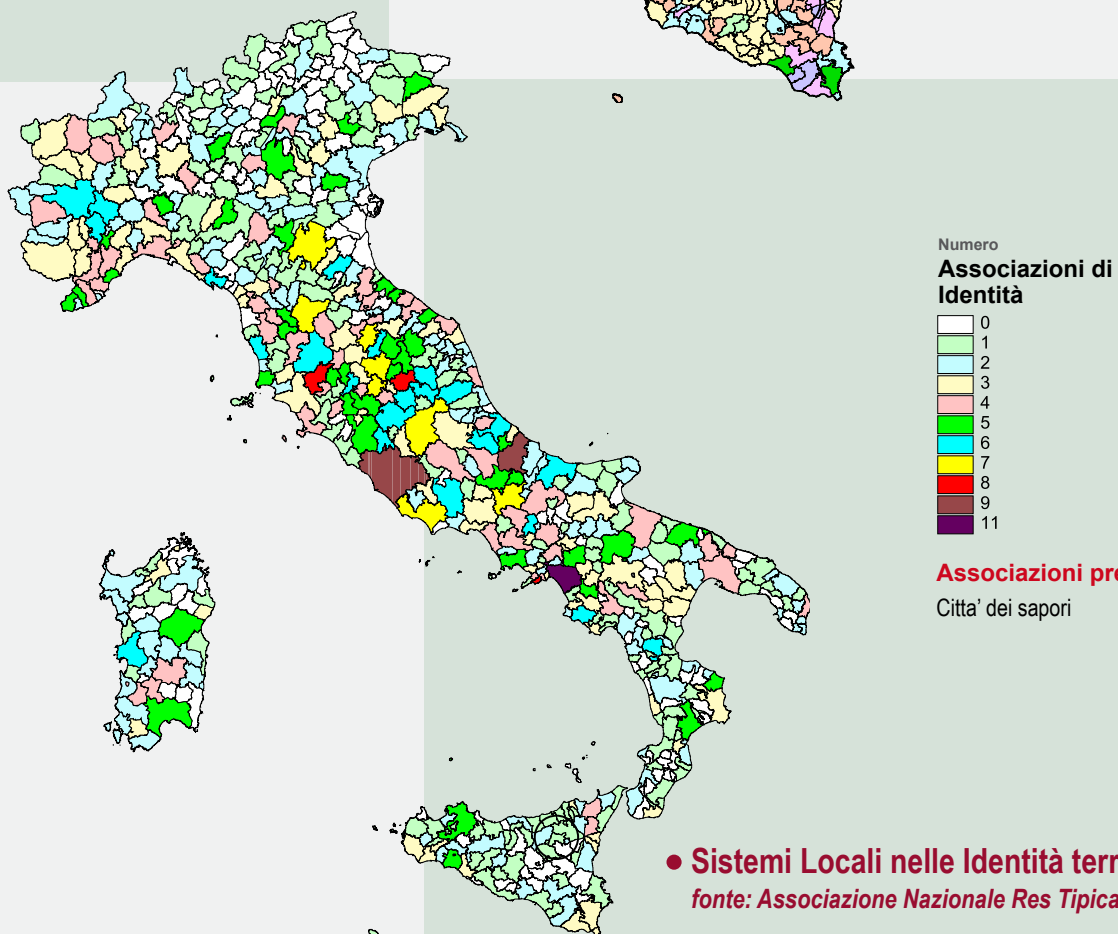 Numero
Associazioni di
Identità
0
1
2
3
4
5
6
7
8
9
11
Associazioni pro
Citta' dei sapori
• Sistemi Locali nelle Identità terr
fonte: Associazione Nazionale Res Tipica